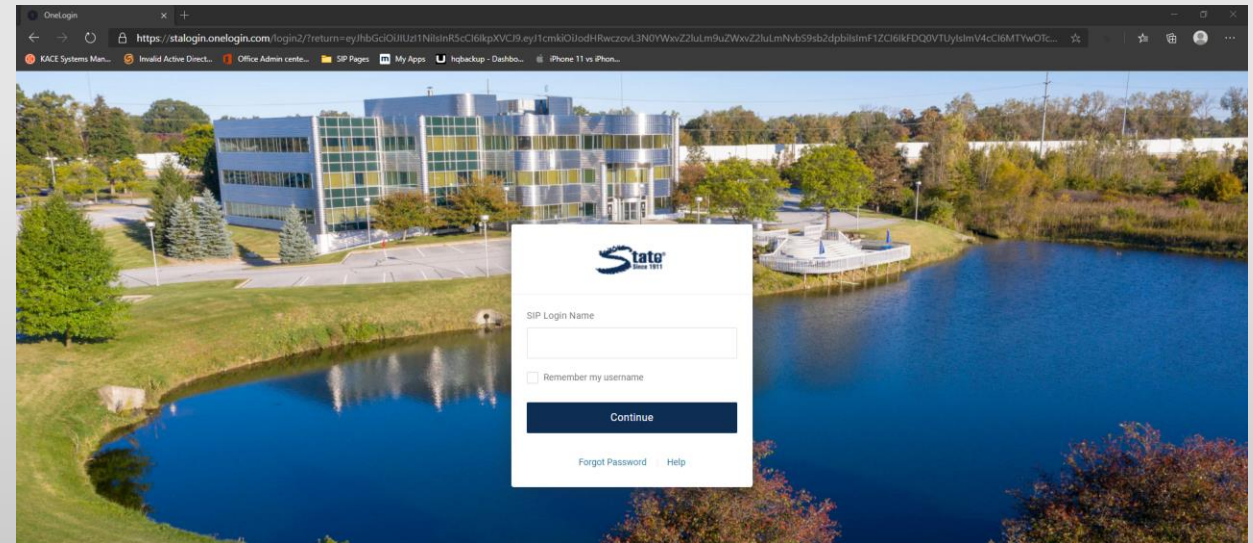 OneLogin
https://stalogin.onelogin.com/login2/?return=eyJhbGciOiJIUzI1NiIsInR5cCI6IkpXVCJ9.eyJ1cmkiOiJodHRwczovL3N0YWxvZ2luLm9uZWxvZ2luLmNvbS9sb2dpbiIsImF1ZCI6IkFDQ0VTUyIsImV4cCI6MTYwOTc...
KACE Systems Man...
Invalid Active Direct...
Office Admin cente...
SIP Pages
My Apps
hqbackup - Dashbo...
iPhone 11 vs iPhon...
State®
Since 1911
SIP Login Name
Remember my username
Continue
Forgot Password
Help